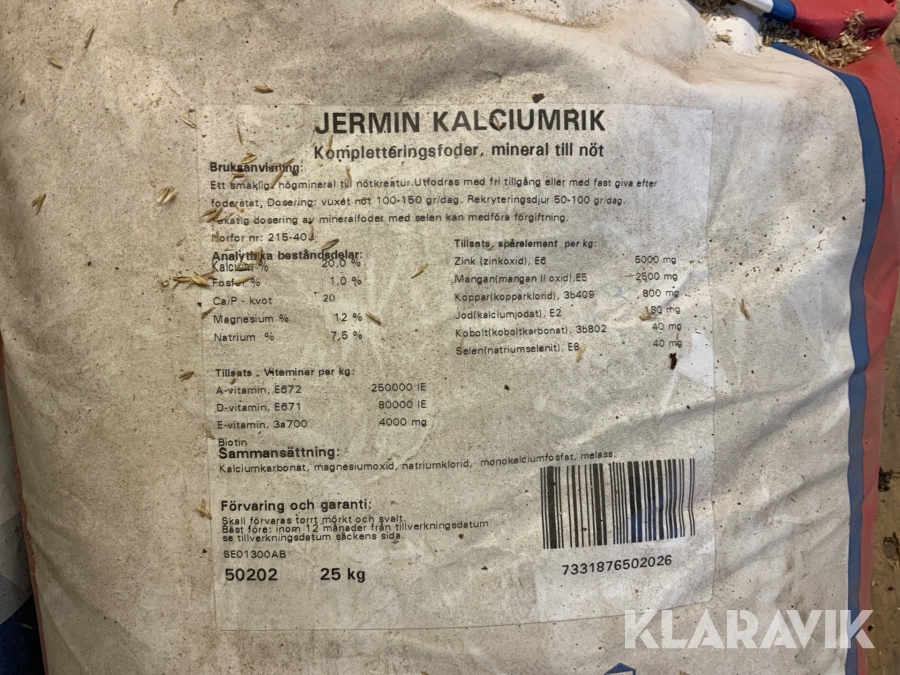 JERMIN KALCIUMRIK
Kompletteringsfoder, mineral till nöt
Bruksanvisning:
Ett smaklig, högmineral till nötkreatur.Utfodras med fri tillgång eller med fast giva efter
foderstat, Dosering: vuxet nöt 100-150 gr/dag. Rekryteringsdjur 50-100 gr/dag.
dosering av mineralfoder med selen kan medföra förgiftning.
Norfor nr: 215-403
Analytiska beståndsdelar:
Kalcium % 20,0 %
Fosfor % 1,0 %
Ca/P - kvot 20
Magnesium % 12 %
Natrium % 7,5 %
Tillsats, spårelement per kg:
Zink (zinkoxid), E6 5000 mg
Mangan(mangan II oxid),E5 2500 mg
Koppar(kopparklorid), 3b409 800 mg
Jod(kalciumjodat), E2 mg
Kobolt(koboltkarbonat), 3b802 40 mg
Selen(natriumselenit), E8 40 mg
Tillsats , Vitaminer per kg:
A-vitamin, E672 250000 IE
D-vitamin, E671 80000 IE
E-vitamin, 3a700 4000 mg
Biotin
Sammansättning:
Kalciumkarbonat, magnesiumoxid, natriumklorid, monokalciumfosfat, melass.
Förvaring och garanti:
Skall förvaras torrt mörkt och svalt.
Bäst före: inom 12 månader från tillverkningsdatum
se tillverkningsdatum säckens sida.
SE01300AB
50202 25 kg
7331876502026
KLARAVIK